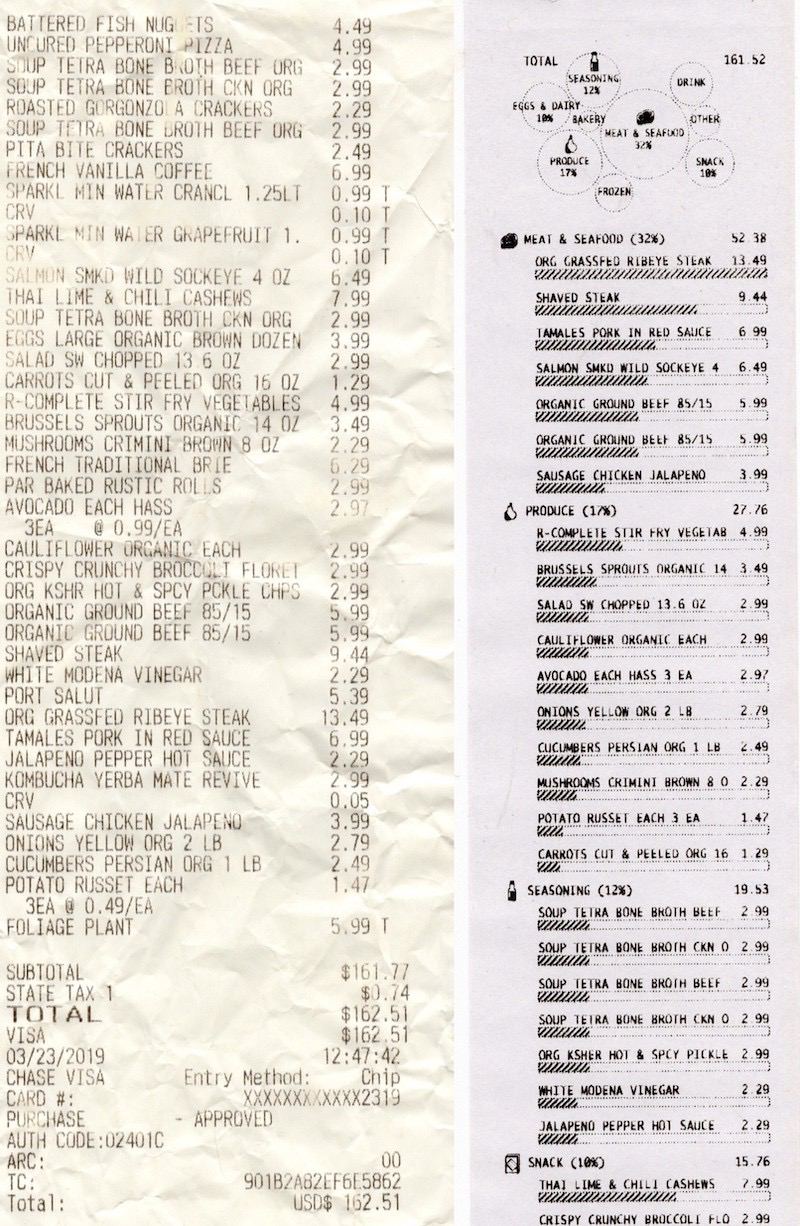 BATTERED FISH NUGGETS 4.49
UNCURED PEPPERONI PIZZA 4.99
SOUP TETRA BONE BROTH BEEF ORG 2.99
SOUP TETRA BONE BROTH CKN ORG 2.99
ROASTED GORGONZOLA CRACKERS 2.29
SOUP TETRA BONE BROTH BEEF ORG 2.99
PITA BITE CRACKERS 2.49
FRENCH VANILLA COFFEE 6.99
SPARKL MIN WATER CRANCL 1.25LT 0.99 T
CRV 0.10 T
SPARKL MIN WATER GRAPEFRUIT 1. 0.99 T
CRV 0.10 T
SALMON SMKD WILD SOCKEYE 4 OZ 6.49
THAI LIME & CHILI CASHEWS 7.99
SOUP TETRA BONE BROTH CKN ORG 2.99
EGGS LARGE ORGANIC BROWN DOZEN 3.99
SALAD SW CHOPPED 13 6 OZ 2.99
CARROTS CUT & PEELED ORG 16 OZ 1.29
R-COMPLETE STIR FRY VEGETABLES 4.99
BRUSSELS SPROUTS ORGANIC 14 OZ 3.49
MUSHROOMS CRIMINI BROWN 8 OZ 2.29
FRENCH TRADITIONAL BRIE 6.29
PAR BAKED RUSTIC ROLLS 2.99
AVOCADO EACH HASS 2.97
3EA @ 0.99/EA
CAULIFLOWER ORGANIC EACH 2.99
CRISPY CRUNCHY BROCCOLI FLORET 2.99
ORG KSHR HOT & SPCY PCKLE CHPS 2.99
ORGANIC GROUND BEEF 85/15 5.99
ORGANIC GROUND BEEF 85/15 5.99
SHAVED STEAK 9.44
WHITE MODENA VINEGAR 2.29
PORT SALUT 5.39
ORG GRASSFED RIBEYE STEAK 13.49
TAMALES PORK IN RED SAUCE 6.99
JALAPENO PEPPER HOT SAUCE 2.29
KOMBUCHA YERBA MATE REVIVE 2.99
CRV 0.05
SAUSAGE CHICKEN JALAPENO 3.99
ONIONS YELLOW ORG 2 LB 2.79
CUCUMBERS PERSIAN ORG 1 LB 2.49
POTATO RUSSET EACH 1.47
3EA @ 0.49/EA
FOLIAGE PLANT 5.99 T
SUBTOTAL $161.77
STATE TAX 1 $0.74
TOTAL $162.51
VISA $162.51
03/23/2019 12:47:42
CHASE VISA Entry Method: Chip
CARD #: XXXXXXXXXXXX2319
PURCHASE - APPROVED
AUTH CODE:02401C
ARC: 00
TC: 901B2A82EF6E5862
Total: USD$ 162.51
TOTAL 161.52
SEASONING
12%
DRINK
EGGS & DAIRY
10%
BAKERY
OTHER
MEAT & SEAFOOD
32%
PRODUCE
17%
SNACK
10%
FROZEN
MEAT & SEAFOOD (32%) 52.38
ORG GRASSFED RIBEYE STEAK 13.49
SHAVED STEAK 9.44
TAMALES PORK IN RED SAUCE 6 99
SALMON SMKD WILD SOCKEYE 4 6.49
ORGANIC GROUND BEEF 85/15 5.99
ORGANIC GROUND BEEF 85/15 5.99
SAUSAGE CHICKEN JALAPENO 3.99
PRODUCE (17%) 27.76
R-COMPLETE STIR FRY VEGETAB 4.99
BRUSSELS SPROUTS ORGANIC 14 3.49
SALAD SW CHOPPED 13.6 OZ 2.99
CAULIFLOWER ORGANIC EACH 2.99
AVOCADO EACH HASS 3 EA 2.97
ONIONS YELLOW ORG 2 LB 2.79
CUCUMBERS PERSIAN ORG 1 LB 2.49
MUSHROOMS CRIMINI BROWN 8 O 2.29
POTATO RUSSET EACH 3 EA 1.47
CARROTS CUT & PEELED ORG 16 1.29
SEASONING (12%) 19.53
SOUP TETRA BONE BROTH BEEF 2.99
SOUP TETRA BONE BROTH CKN O 2.99
SOUP TETRA BONE BROTH BEEF 2.99
SOUP TETRA BONE BROTH CKN O 2.99
ORG KSHER HOT & SPCY PICKLE 2.99
WHITE MODENA VINEGAR 2.29
JALAPENO PEPPER HOT SAUCE 2.29
SNACK (10%) 15.76
THAI LIME & CHILI CASHEWS 7.99
CRISPY CRUNCHY BROCCOLI FLO 2.99